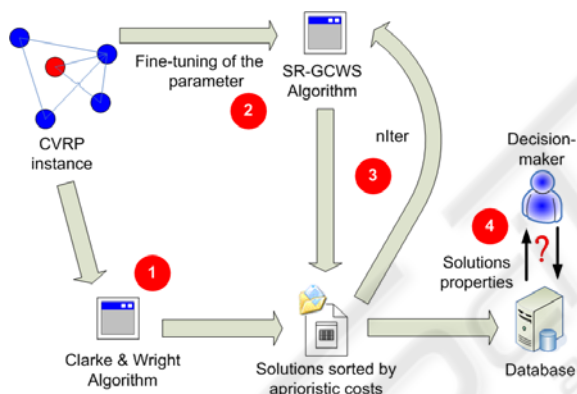 Fine-tuning of the
parameter
2
SR-GCWS
Algorithm
CVRP
instance
nIter
3
Decision-
maker
4
?
Solutions
properties
1
Clarke & Wright
Algorithm
Solutions sorted by
aprioristic costs
Database